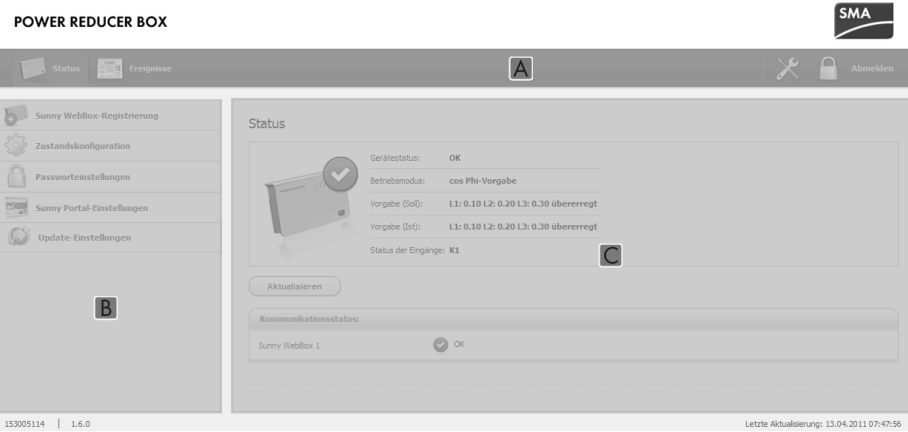 POWER REDUCER BOX
SMA
Status
Ereignisse
A
Abmelden
Sunny WebBox-Registrierung
Zustandskonfiguration
Passworteinstellungen
Sunny Portal-Einstellungen
Update-Einstellungen
B
Status
Gerätestatus: OK
Betriebsmodus: cos Phi-Vorgabe
Vorgabe (Soll): L1: 0.10 L2: 0.20 L3: 0.30 übererregt
Vorgabe (Ist): L1: 0.10 L2: 0.20 L3: 0.30 übererregt
Status der Eingänge: K1
C
Aktualisieren
Kommunikationsstatus:
Sunny WebBox 1 OK
153005114 | 1.6.0
Letzte Aktualisierung: 13.04.2011 07:47:56